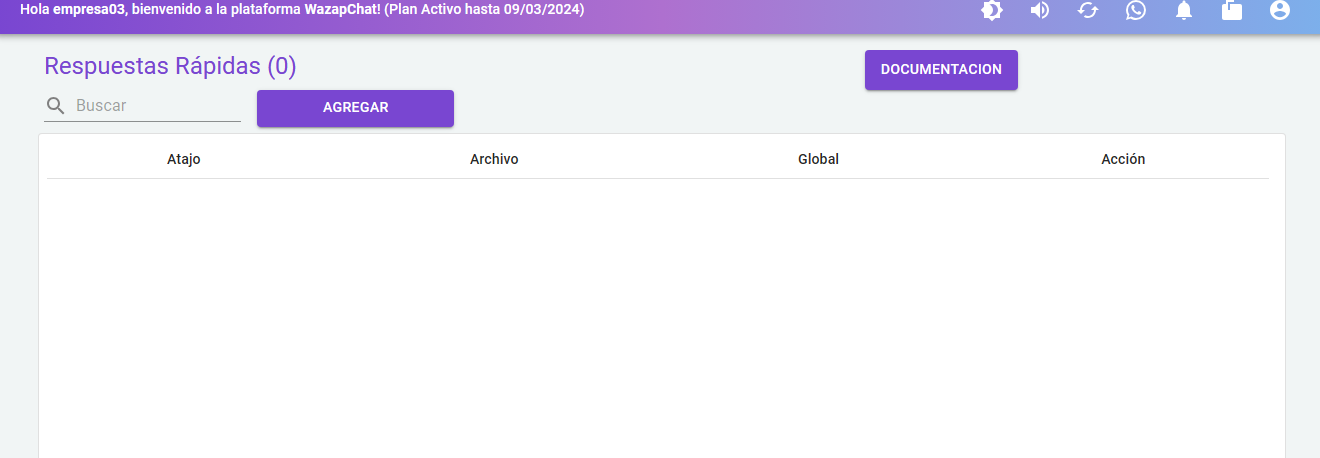 Hola empresa03, bienvenido a la plataforma WazapChat! (Plan Activo hasta 09/03/2024)
Respuestas Rápidas (0)
DOCUMENTACION
Buscar
AGREGAR
Atajo Archivo Global Acción